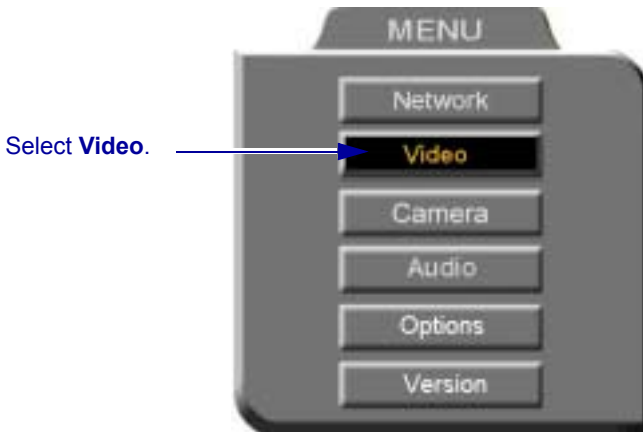 MENU
Network
Select Video.
Video
Camera
Audio
Options
Version